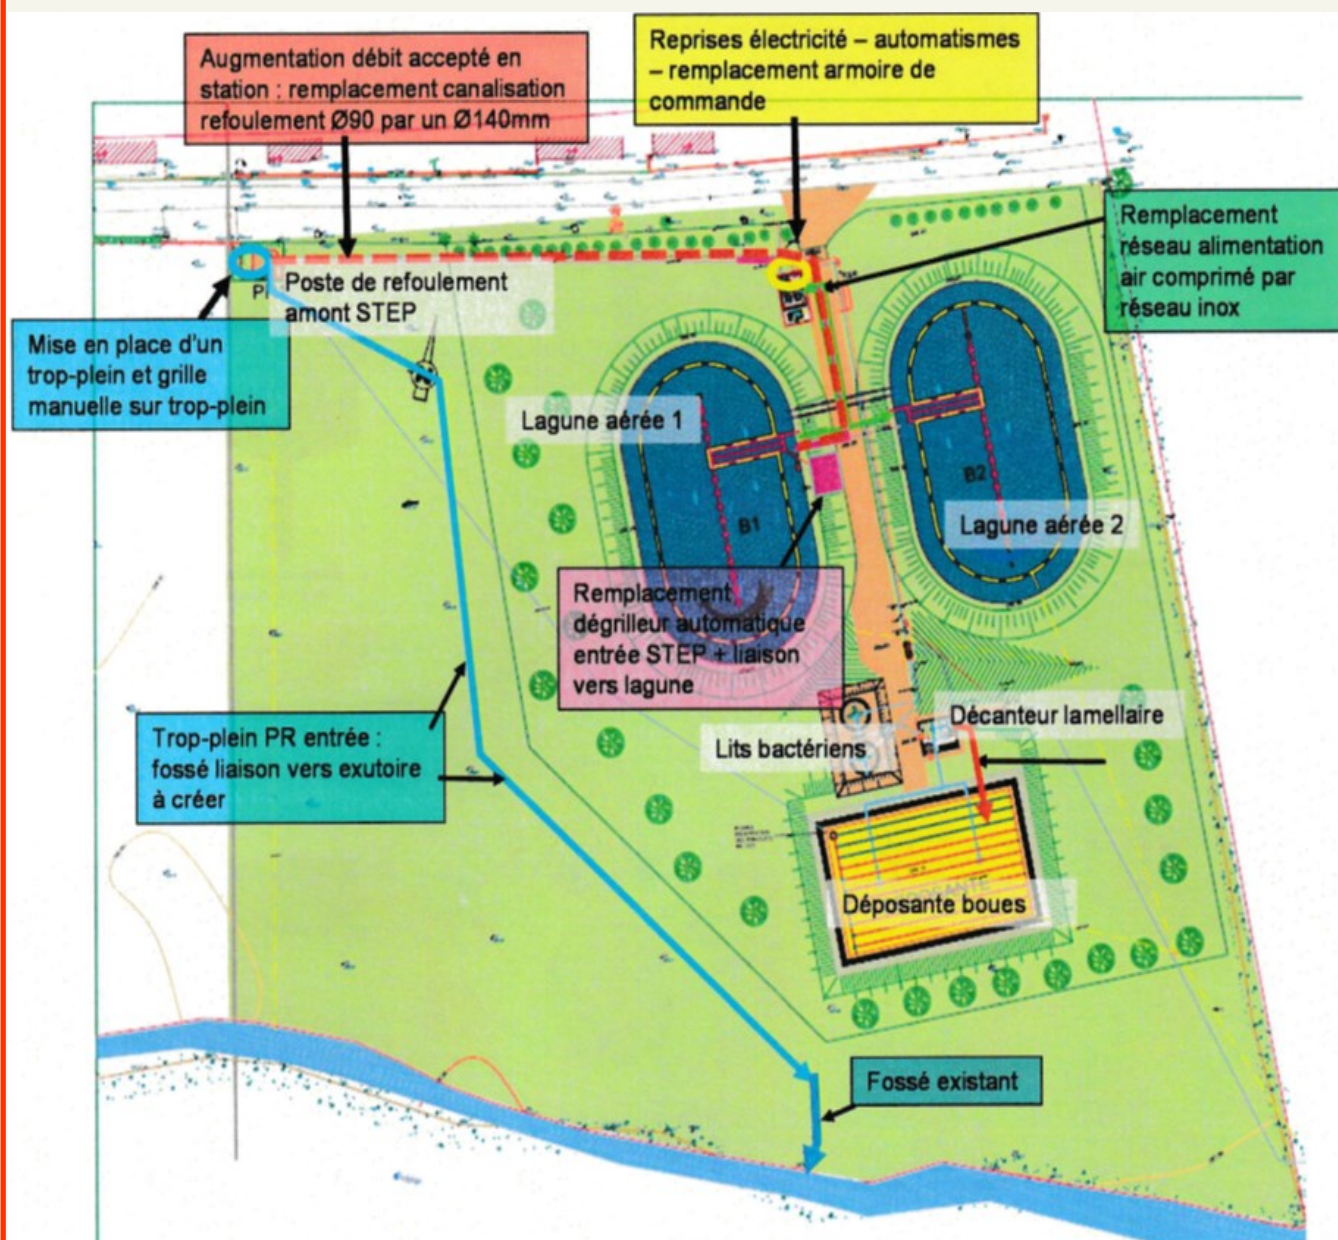 Augmentation débit accepté en
station : remplacement canalisation
refoulement Ø90 par un Ø140mm
Reprises électricité – automatismes
– remplacement armoire de
commande
Remplacement
réseau alimentation
air comprimé par
réseau inox
Poste de refoulement
amont STEP
Mise en place d'un
trop-plein et grille
manuelle sur trop-plein
Lagune aérée 1
B1
B2
Lagune aérée 2
Remplacement
dégrilleur automatique
entrée STEP + liaison
vers lagune
Trop-plein PR entrée :
fossé liaison vers exutoire
à créer
Décanteur lamellaire
Lits bactériens
Déposante boues
Fossé existant